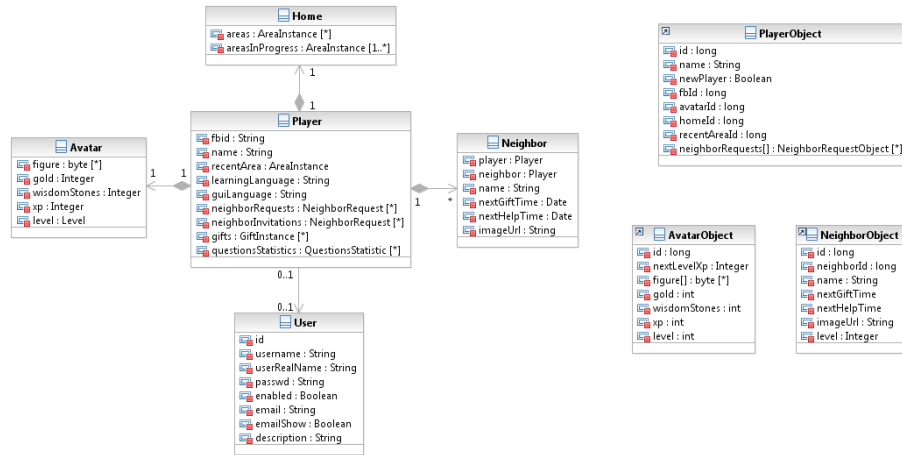 Home
areas : AreaInstance [*]
areasInProgress : AreaInstance [1..*]
1
1
Player
fbid : String
name : String
recentArea : AreaInstance
learningLanguage : String
guiLanguage : String
neighborRequests : NeighborRequest [*]
neighborInvitations : NeighborRequest [*]
gifts : GiftInstance [*]
questionsStatistics : QuestionsStatistic [*]
1
1
Avatar
figure : byte [*]
gold : Integer
wisdomStones : Integer
xp : Integer
level : Level
1
*
Neighbor
player : Player
neighbor : Player
name : String
nextGiftTime : Date
nextHelpTime : Date
imageUrl : String
0..1
0..1
User
id
username : String
userRealName : String
passwd : String
enabled : Boolean
email : String
emailShow : Boolean
description : String
PlayerObject
id : long
name : String
newPlayer : Boolean
fbId : long
avatarId : long
homeId : long
recentAreaId : long
neighborRequests[] : NeighborRequestObject [*]
AvatarObject
id : long
nextLevelXp : Integer
figure[] : byte [*]
gold : int
wisdomStones : int
xp : int
level : int
NeighborObject
id : long
neighborId : long
name : String
nextGiftTime
nextHelpTime
imageUrl : String
level : Integer